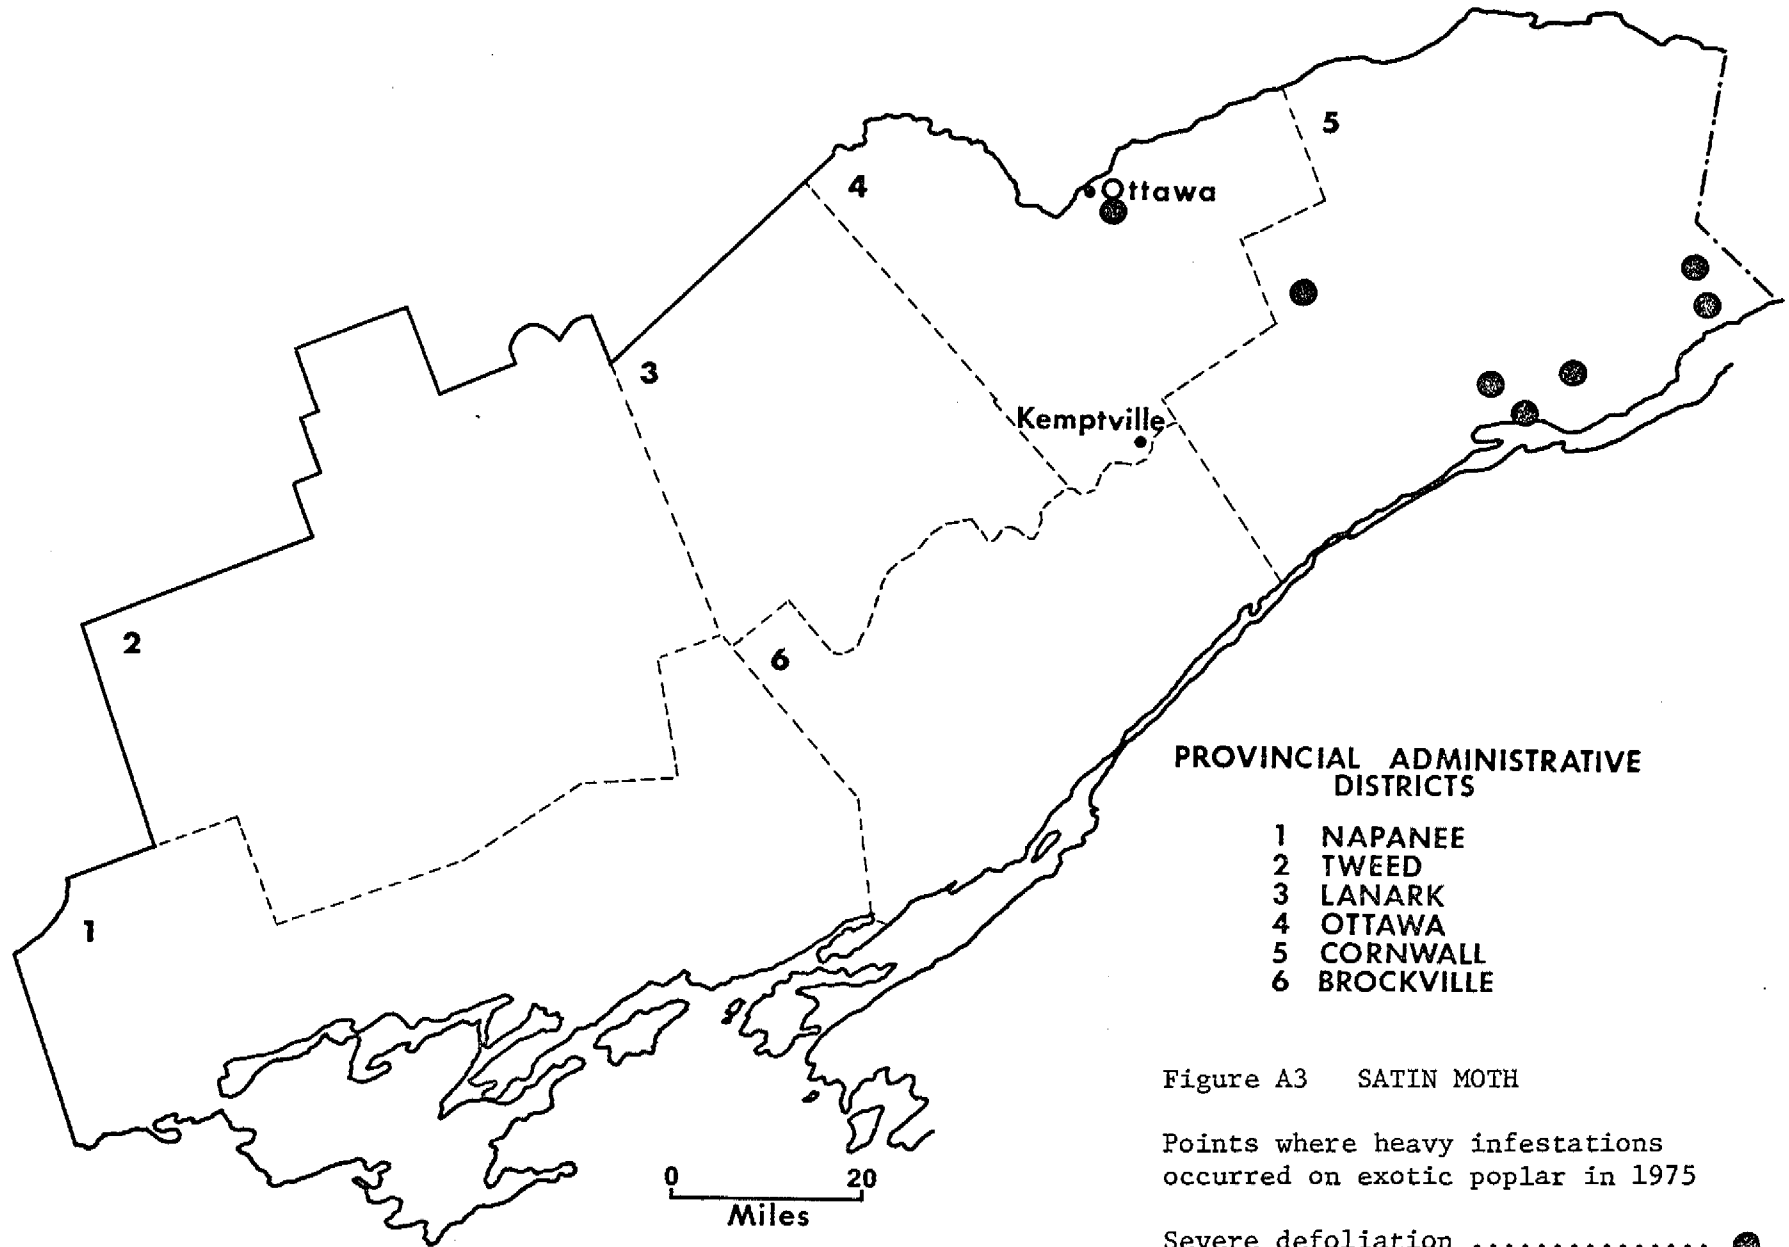 5
4
Ottawa
3
Kemptville
2
6
1
PROVINCIAL ADMINISTRATIVE
DISTRICTS
1 NAPANEE
2 TWEED
3 LANARK
4 OTTAWA
5 CORNWALL
6 BROCKVILLE
Figure A3 SATIN MOTH
Points where heavy infestations
occurred on exotic poplar in 1975
0 20
Miles
Severe defoliation ...............